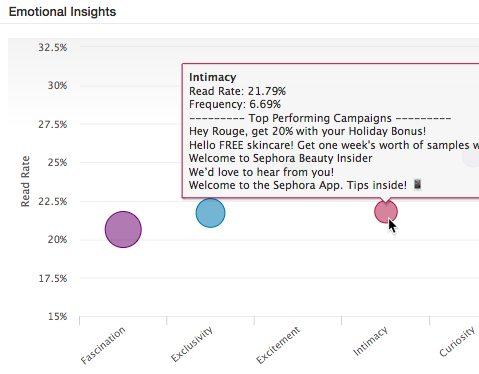 Emotional Insights
32.5%
30%
27.5%
25%
22.5%
20%
17.5%
15%
Read Rate
Intimacy
Read Rate: 21.79%
Frequency: 6.69%
--------- Top Performing Campaigns ---------
Hey Rouge, get 20% with your Holiday Bonus!
Hello FREE skincare! Get one week's worth of samples w
Welcome to Sephora Beauty Insider
We'd love to hear from you!
Welcome to the Sephora App. Tips inside! 📱
Fascination
Exclusivity
Excitement
Intimacy
Curiosity